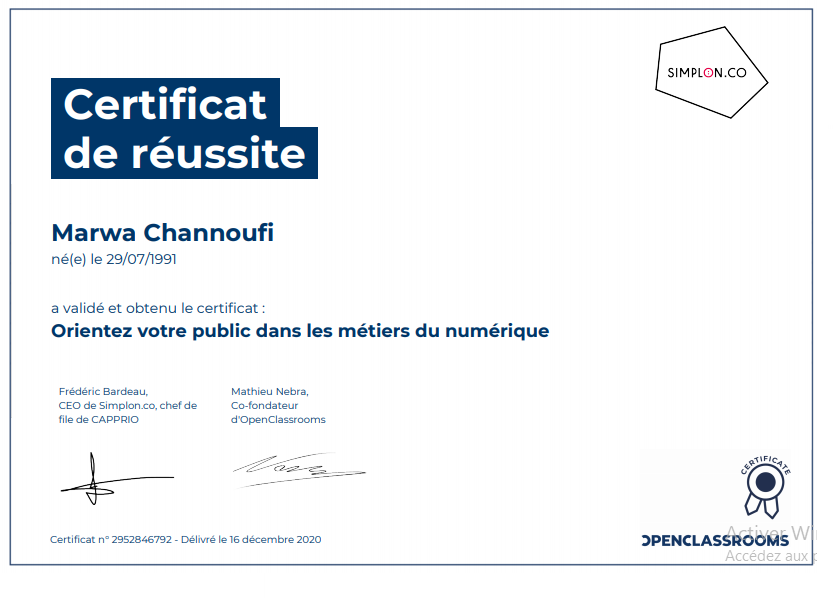 SIMPLON.CO
Certificat
de réussite
Marwa Channoufi
né(e) le 29/07/1991
a validé et obtenu le certificat :
Orientez votre public dans les métiers du numérique
Frédéric Bardeau,
CEO de Simplon.co, chef de
file de CAPPRIO
Mathieu Nebra,
Co-fondateur
d'OpenClassrooms
CERTIFICATE
OPENCLASSROOMS
Certificat n° 2952846792 - Délivré le 16 décembre 2020
Activer Wi
Accédez aux p